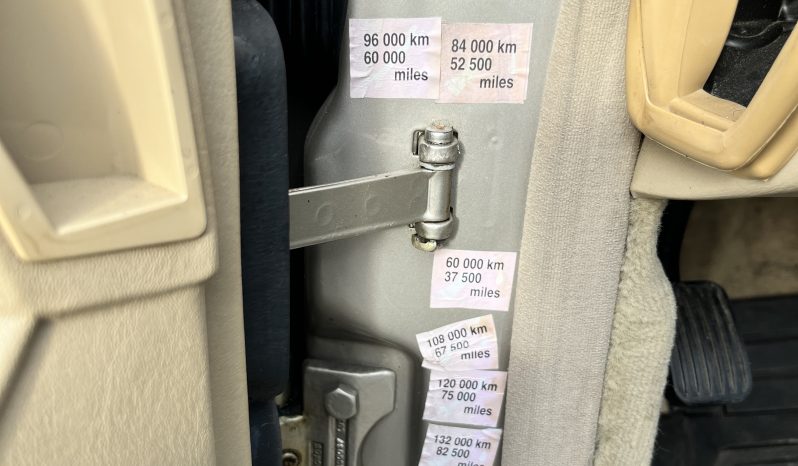 96 000 km
60 000
miles
84 000 km
52 500
miles
60 000 km
37 500
miles
108 000 km
67 500
miles
120 000 km
75 000
miles
132 000 km
82 500
miles